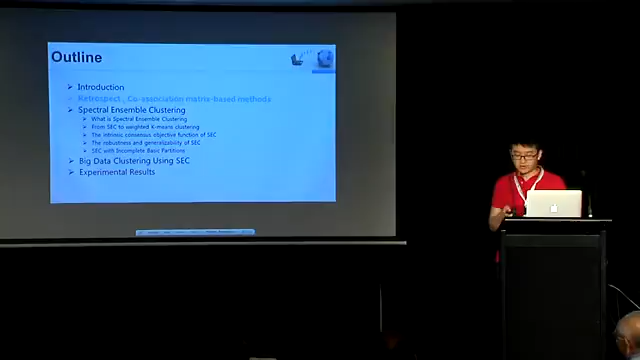 Outline
➢ Introduction
➢ Retrospect : Co-association matrix-based methods
➢ Spectral Ensemble Clustering
➢ What is Spectral Ensemble Clustering
➢ From SEC to weighted K-means clustering
➢ The intrinsic consensus objective function of SEC
➢ The robustness and generalizability of SEC
➢ SEC with Incomplete Basic Partitions
➢ Big Data Clustering Using SEC
➢ Experimental Results